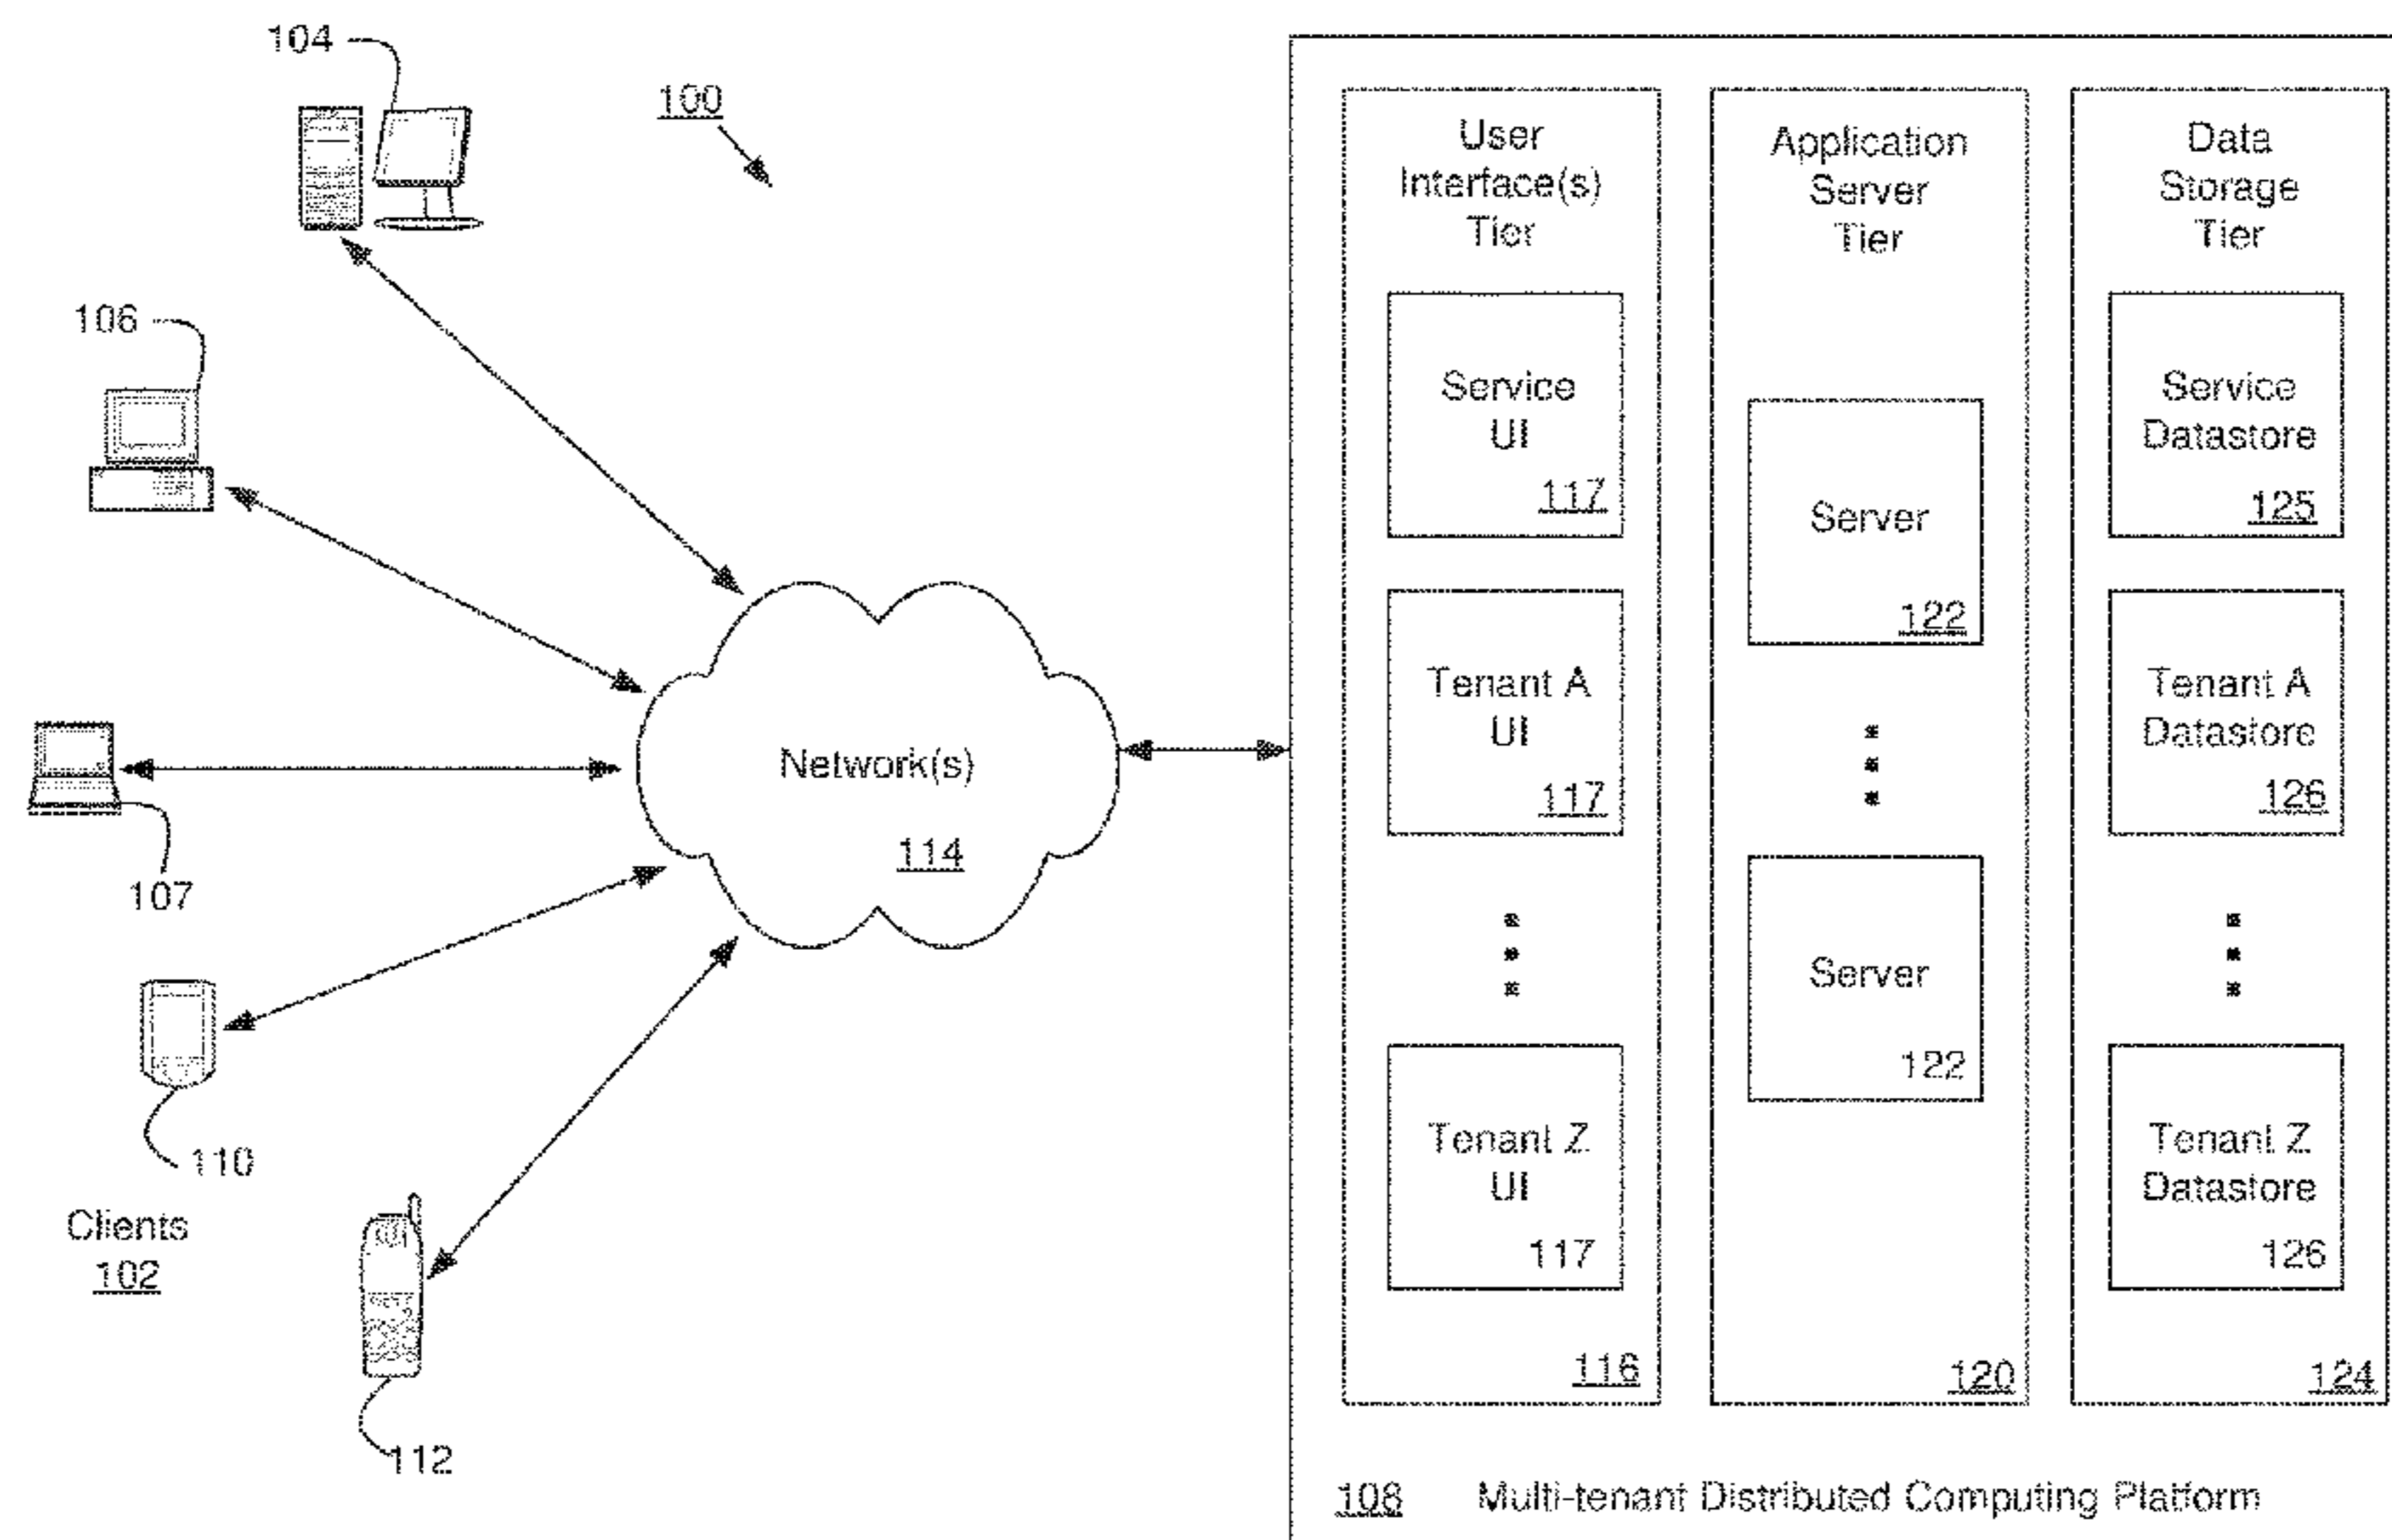 104
100
106
107
110
Clients
102
112
Network(s)
114
User
Interface(s)
Tier
Service
UI
117
Tenant A
UI
117
Tenant Z
UI
117
116
Application
Server
Tier
Server
122
Server
122
120
Data
Storage
Tier
Service
Datastore
125
Tenant A
Datastore
126
Tenant Z
Datastore
126
124
108 Multi-tenant Distributed Computing Platform